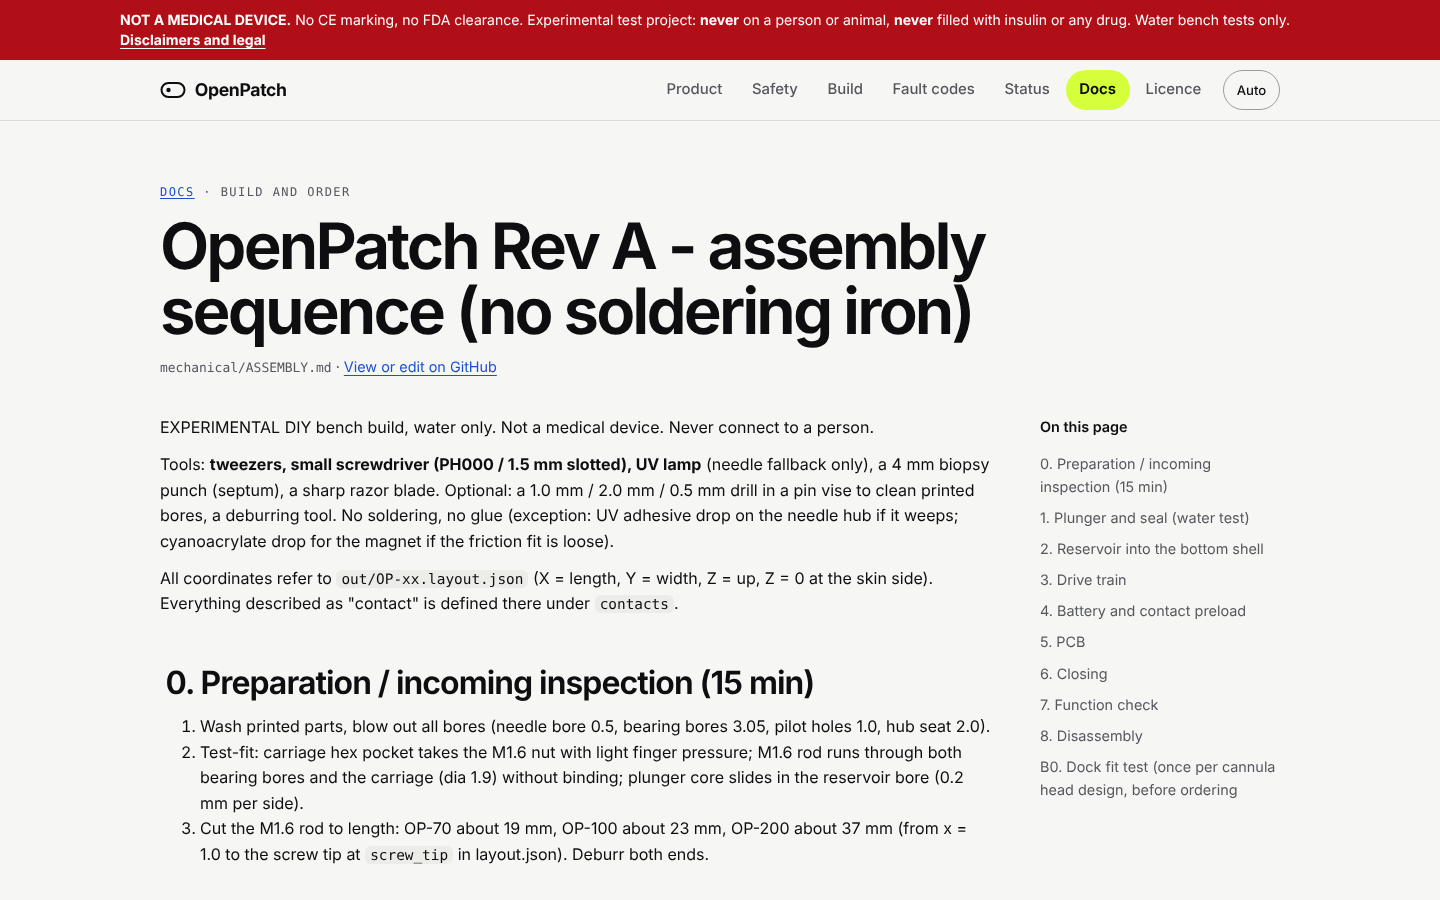 NOT A MEDICAL DEVICE. No CE marking, no FDA clearance. Experimental test project: never on a person or animal, never filled with insulin or any drug. Water bench tests only.
Disclaimers and legal
OpenPatch
Product
Safety
Build
Fault codes
Status
Docs
Licence
Auto
DOCS · BUILD AND ORDER
OpenPatch Rev A - assembly
sequence (no soldering iron)
mechanical/ASSEMBLY.md · View or edit on GitHub
EXPERIMENTAL DIY bench build, water only. Not a medical device. Never connect to a person.
Tools: tweezers, small screwdriver (PH000 / 1.5 mm slotted), UV lamp (needle fallback only), a 4 mm biopsy
punch (septum), a sharp razor blade. Optional: a 1.0 mm / 2.0 mm / 0.5 mm drill in a pin vise to clean printed
bores, a deburring tool. No soldering, no glue (exception: UV adhesive drop on the needle hub if it weeps;
cyanoacrylate drop for the magnet if the friction fit is loose).
All coordinates refer to out/OP-xx.layout.json (X = length, Y = width, Z = up, Z = 0 at the skin side).
Everything described as "contact" is defined there under contacts.
0. Preparation / incoming inspection (15 min)
1. Wash printed parts, blow out all bores (needle bore 0.5, bearing bores 3.05, pilot holes 1.0, hub seat 2.0).
2. Test-fit: carriage hex pocket takes the M1.6 nut with light finger pressure; M1.6 rod runs through both
bearing bores and the carriage (dia 1.9) without binding; plunger core slides in the reservoir bore (0.2
mm per side).
3. Cut the M1.6 rod to length: OP-70 about 19 mm, OP-100 about 23 mm, OP-200 about 37 mm (from x =
1.0 to the screw tip at screw_tip in layout.json). Deburr both ends.
On this page
0. Preparation / incoming
inspection (15 min)
1. Plunger and seal (water test)
2. Reservoir into the bottom shell
3. Drive train
4. Battery and contact preload
5. PCB
6. Closing
7. Function check
8. Disassembly
B0. Dock fit test (once per cannula
head design, before ordering